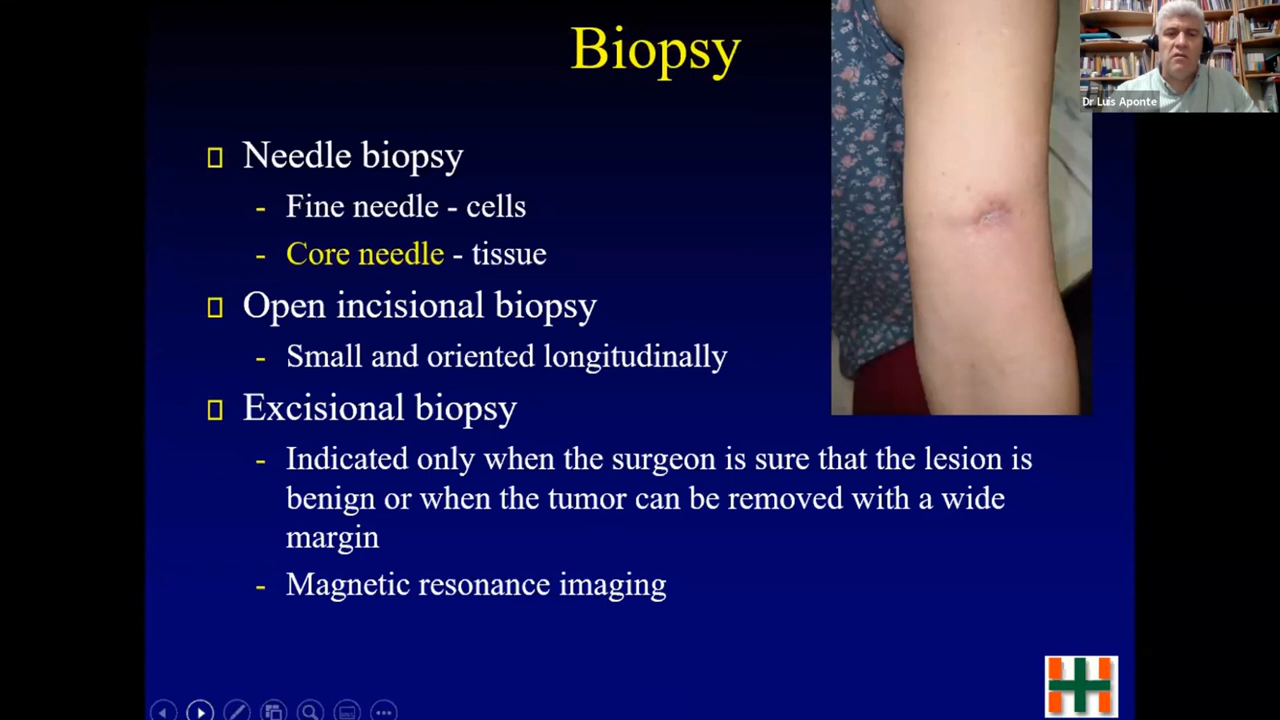 Biopsy
Dr Luis Aponte
Needle biopsy
- Fine needle - cells
- Core needle - tissue
Open incisional biopsy
- Small and oriented longitudinally
Excisional biopsy
- Indicated only when the surgeon is sure that the lesion is
benign or when the tumor can be removed with a wide
margin
- Magnetic resonance imaging